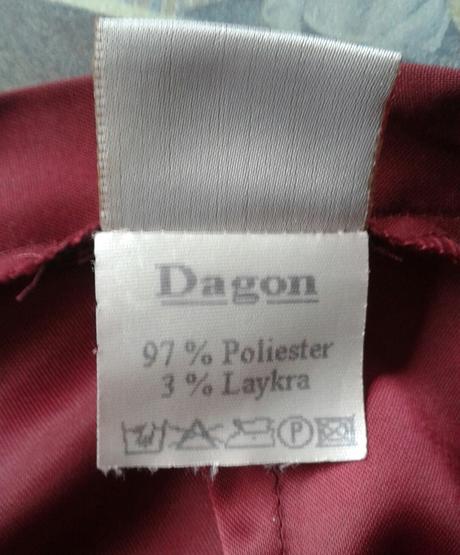 Dagon
97 % Poliester
3 % Laykra
P